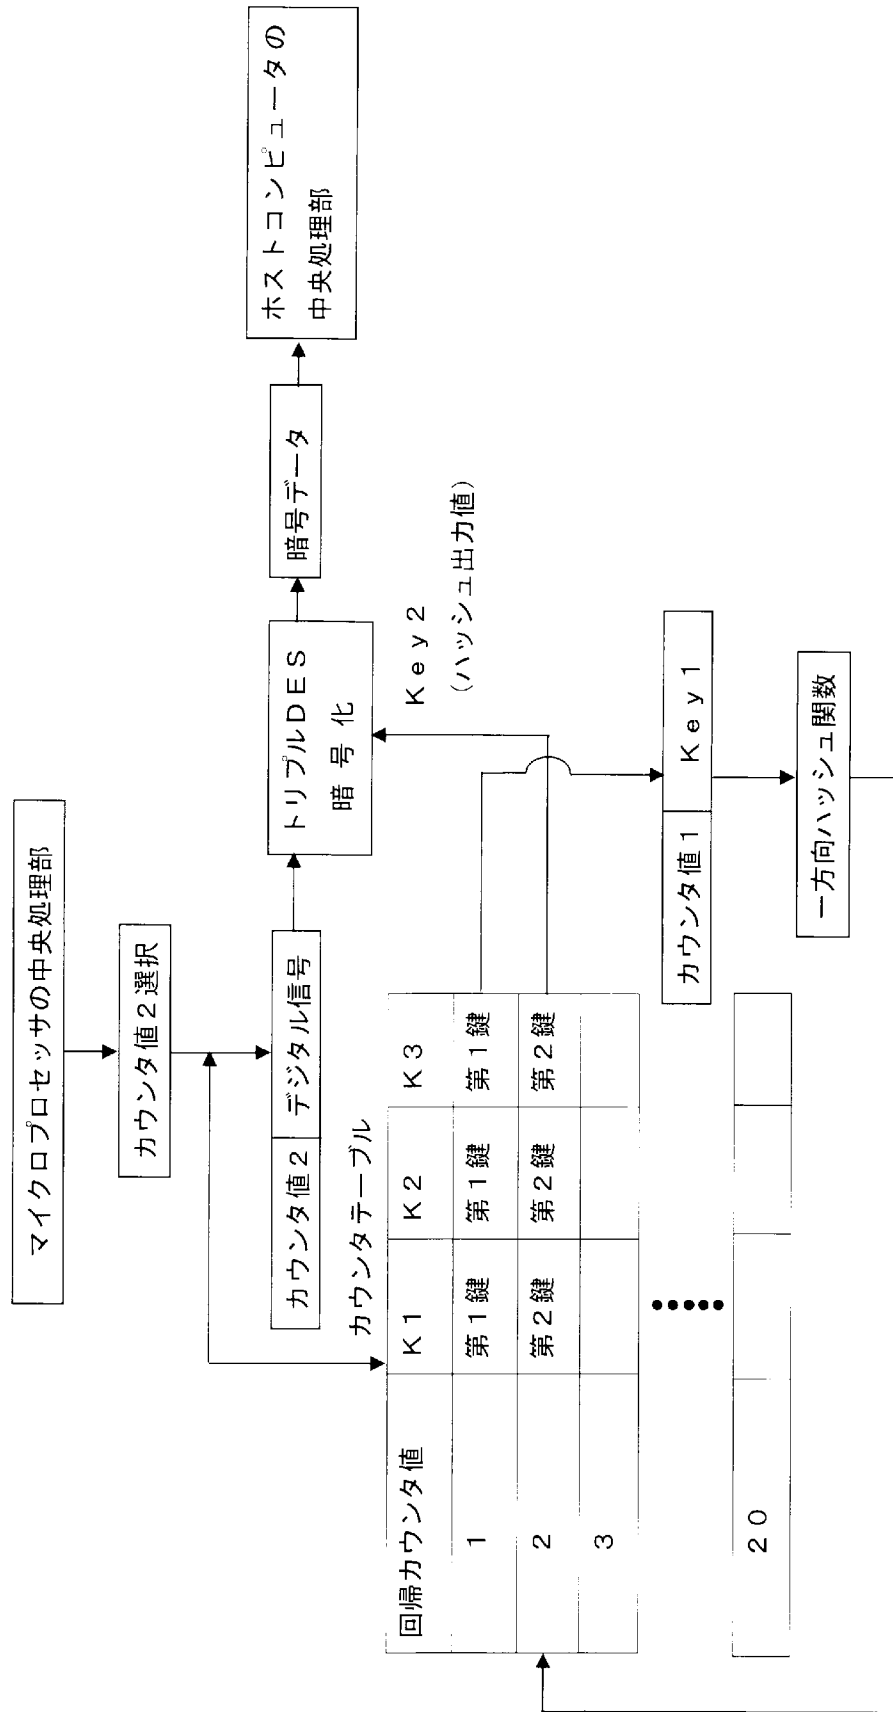 マイクロプロセッサの中央処理部
カウンタ値2選択
カウンタ値2
デジタル信号
トリプルDES
暗号化
暗号データ
ホストコンピュータの
中央処理部
カウンタテーブル
回帰カウンタ値
K1
K2
K3
1
第1鍵
第1鍵
第1鍵
2
第2鍵
第2鍵
第2鍵
3
20
Key2
(ハッシュ出力値)
カウンタ値1
Key1
一方向ハッシュ関数